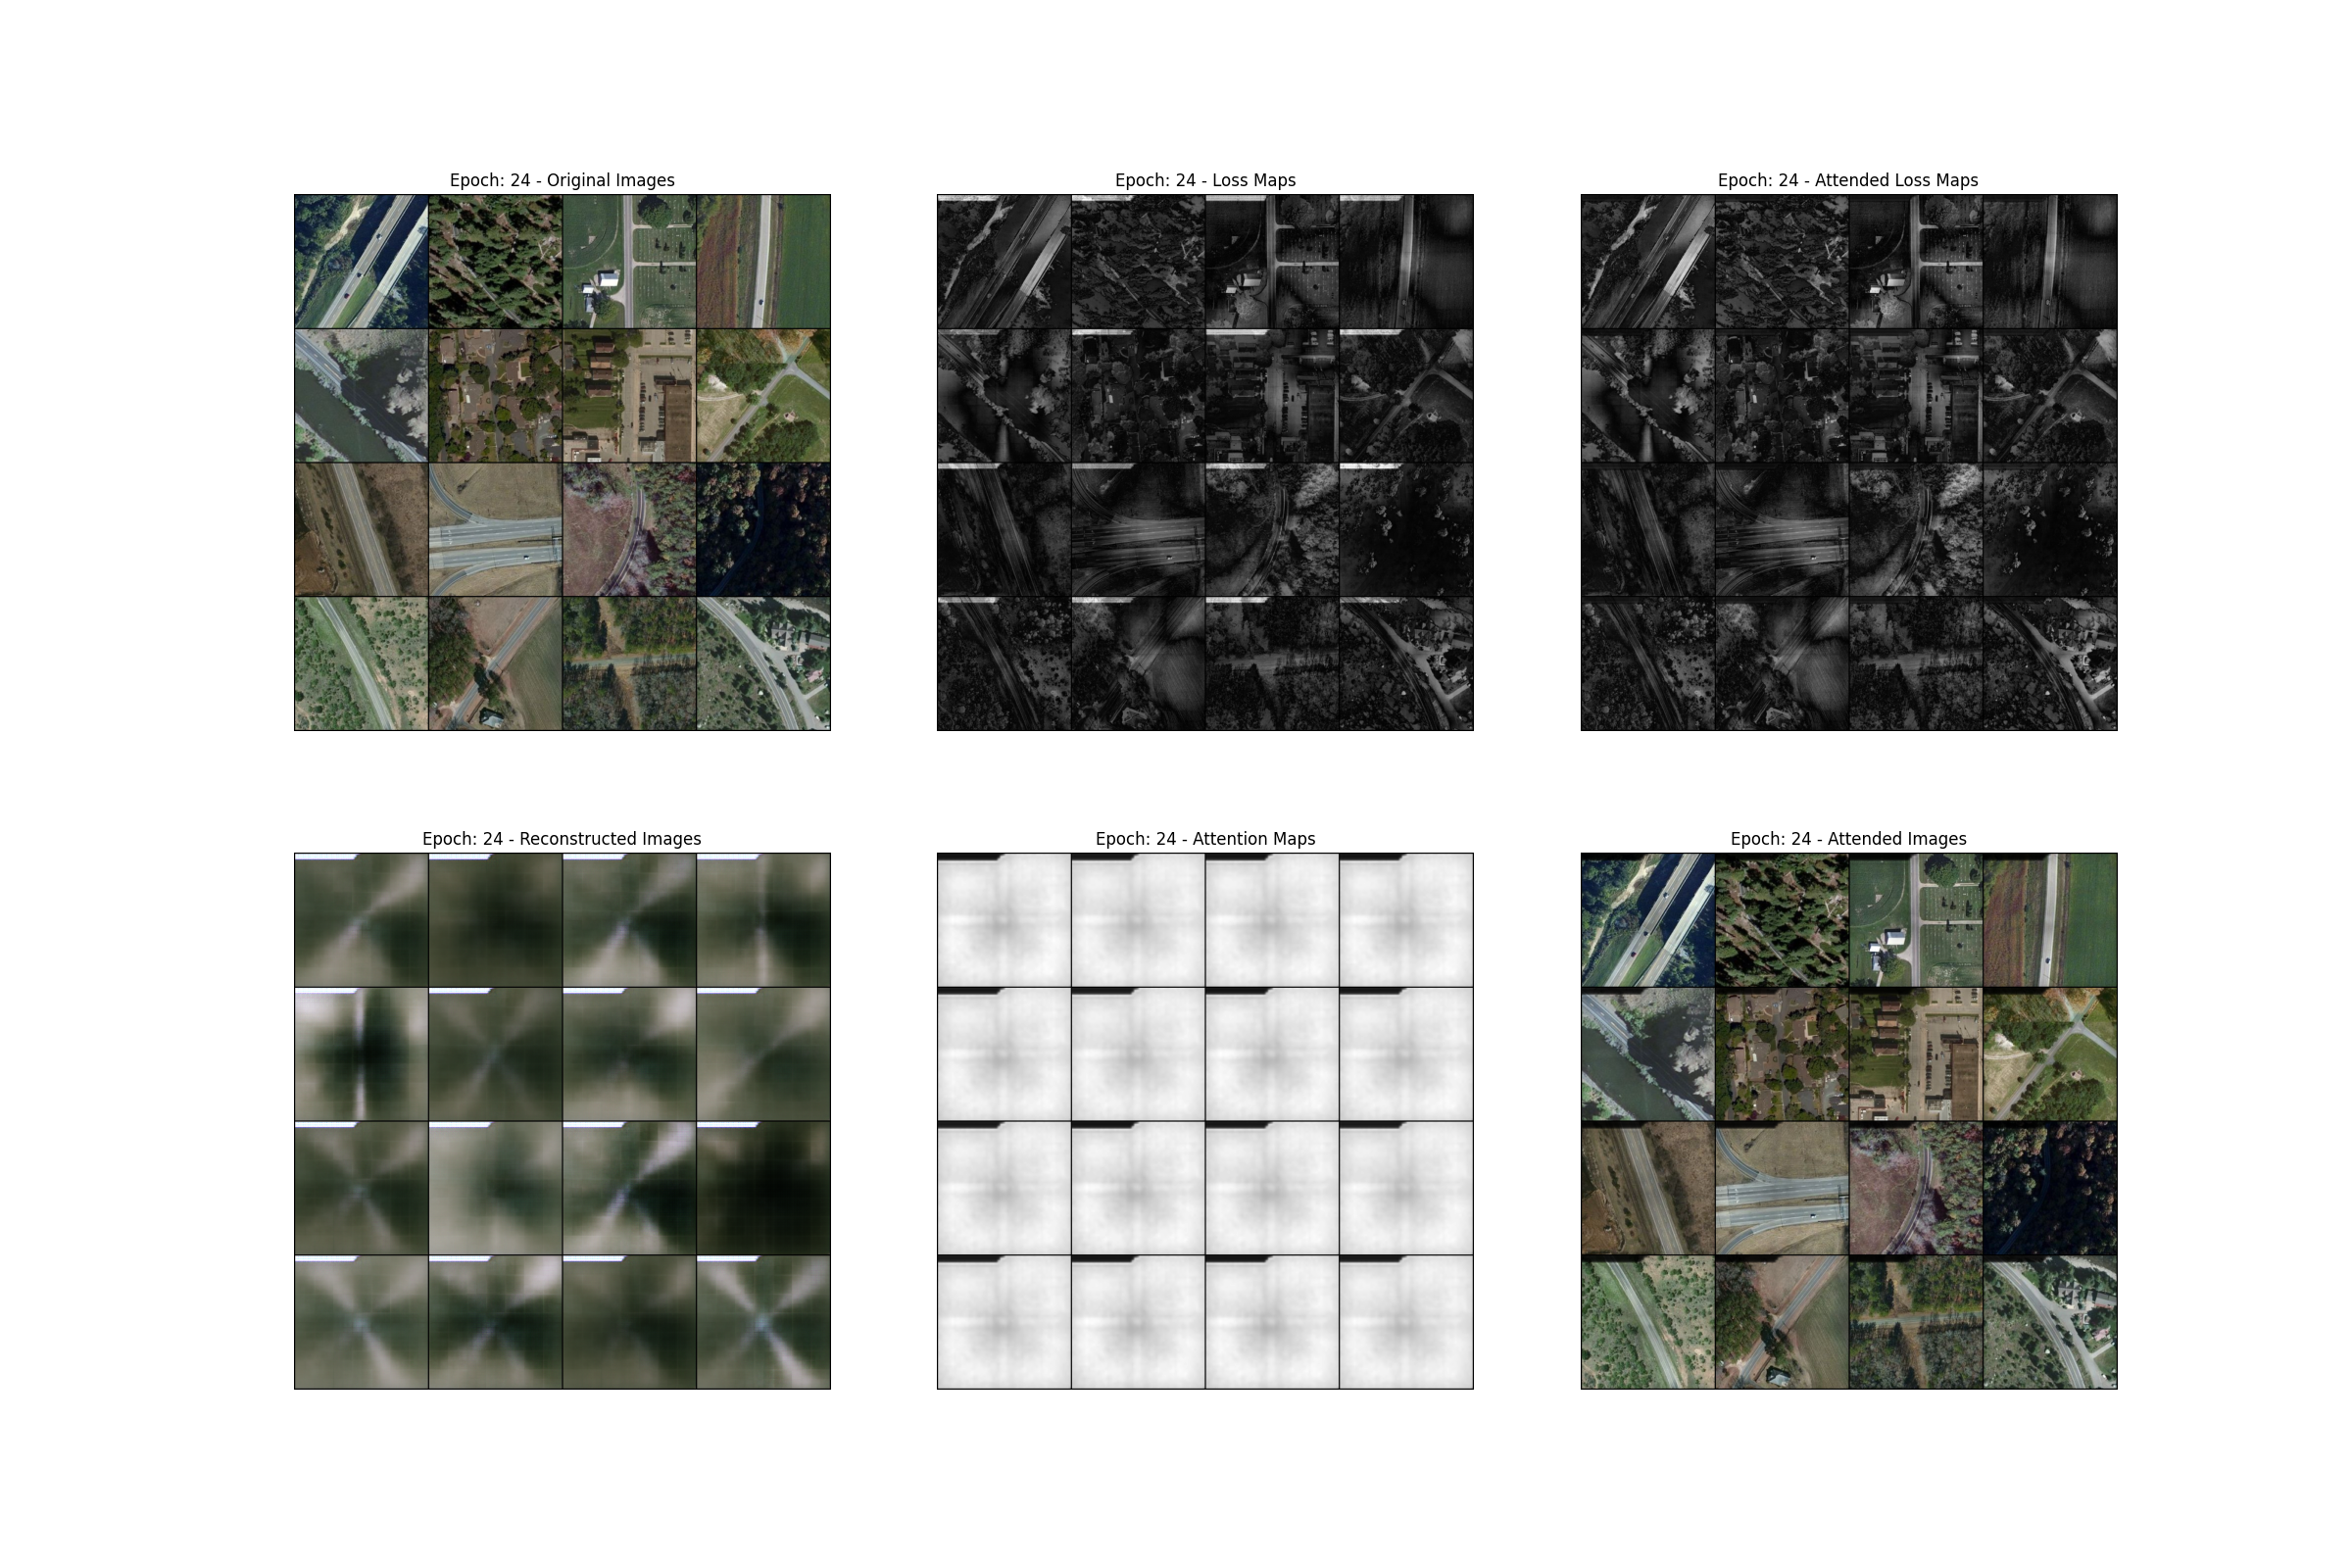 Epoch: 24 - Original Images
Epoch: 24 - Loss Maps
Epoch: 24 - Attended Loss Maps
Epoch: 24 - Reconstructed Images
Epoch: 24 - Attention Maps
Epoch: 24 - Attended Images